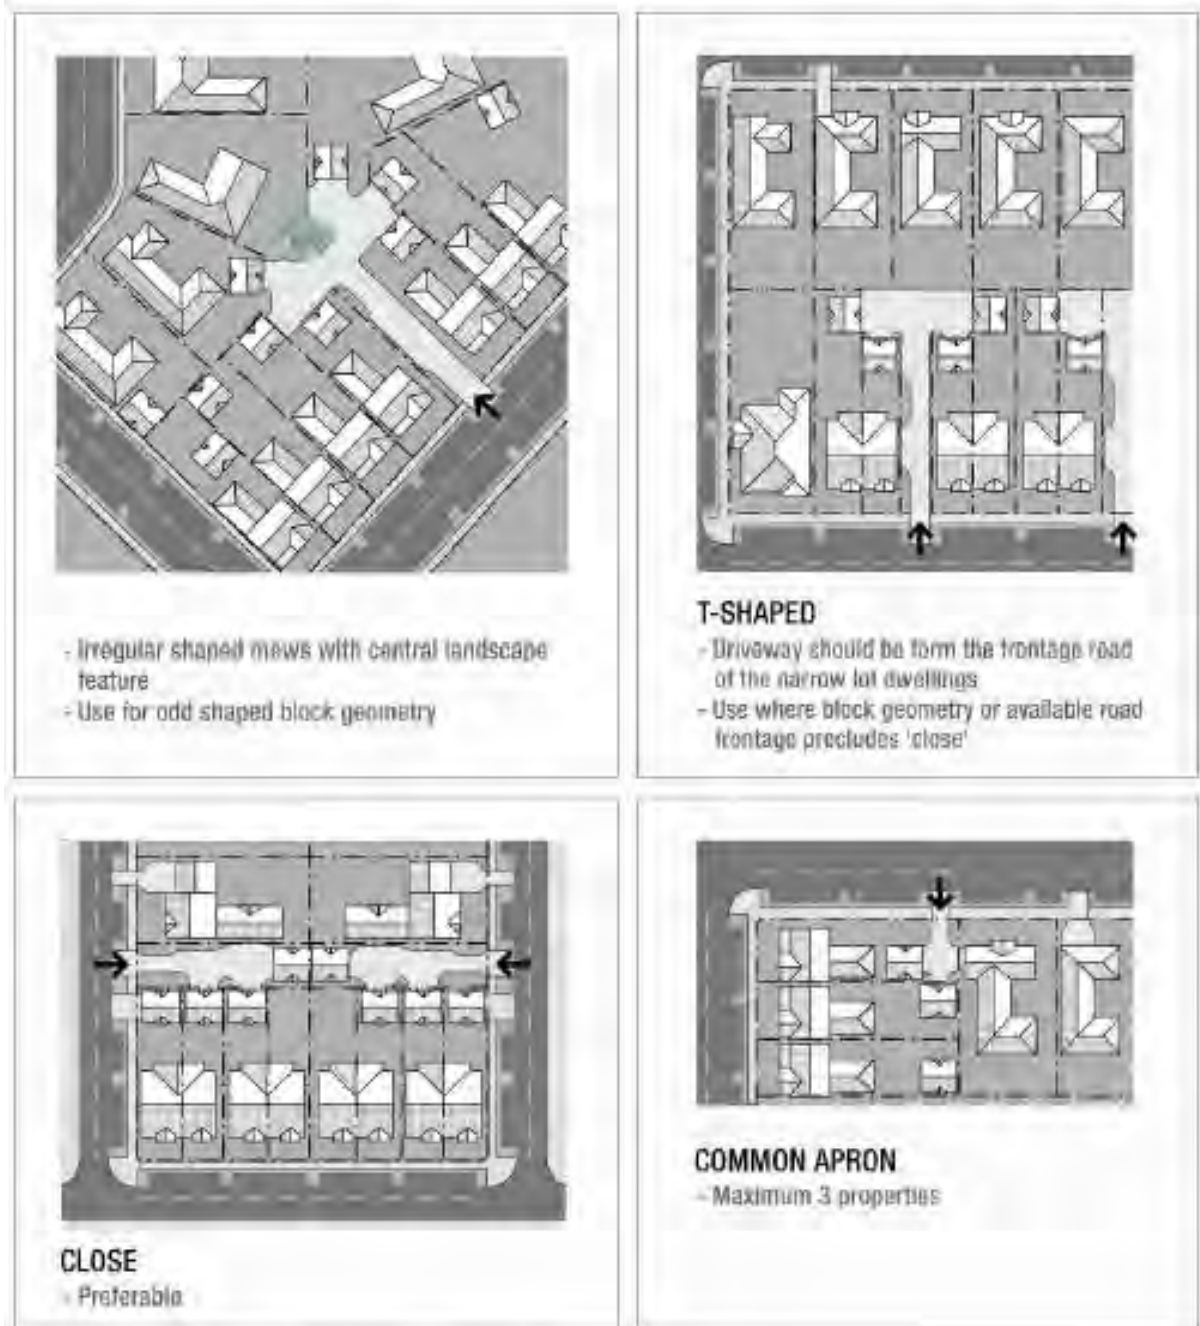 - Irregular shaped mews with central landscape
feature
- Use for odd shaped block geometry
T-SHAPED
- Driveway should be form the frontage road
of the narrow lot dwellings
- Use where block geometry or available road
frontage precludes 'close'
CLOSE
- Preferable
COMMON APRON
- Maximum 3 properties